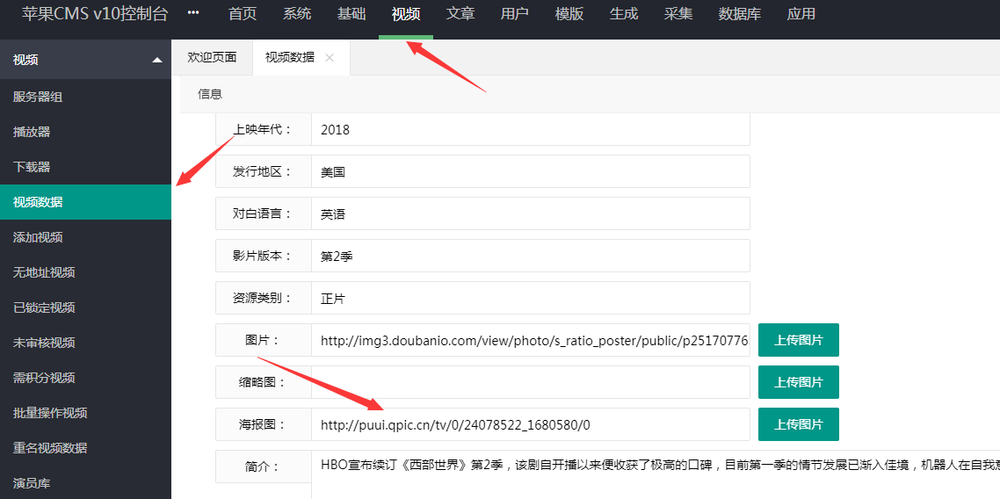 苹果CMS v10控制台 ··· 首页 系统 基础 视频 文章 用户 模版 生成 采集 数据库 应用
视频
服务器组
播放器
下载器
视频数据
添加视频
无地址视频
已锁定视频
未审核视频
需积分视频
批量操作视频
重名视频数据
演员库
欢迎页面 视频数据 ×
信息
上映年代： 2018
发行地区： 美国
对白语言： 英语
影片版本： 第2季
资源类别： 正片
图片： http://img3.doubanio.com/view/photo/s_ratio_poster/public/p25170776 上传图片
缩略图： 上传图片
海报图： http://puui.qpic.cn/tv/0/24078522_1680580/0 上传图片
简介： HBO宣布续订《西部世界》第2季，该剧自开播以来便收获了极高的口碑，目前第一季的情节发展已渐入佳境，机器人在自我意